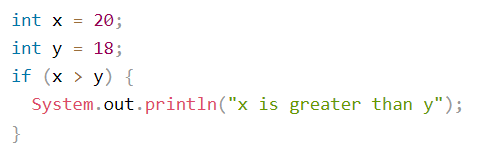 int x = 20;
int y = 18;
if (x > y) {
  System.out.println("x is greater than y");
}